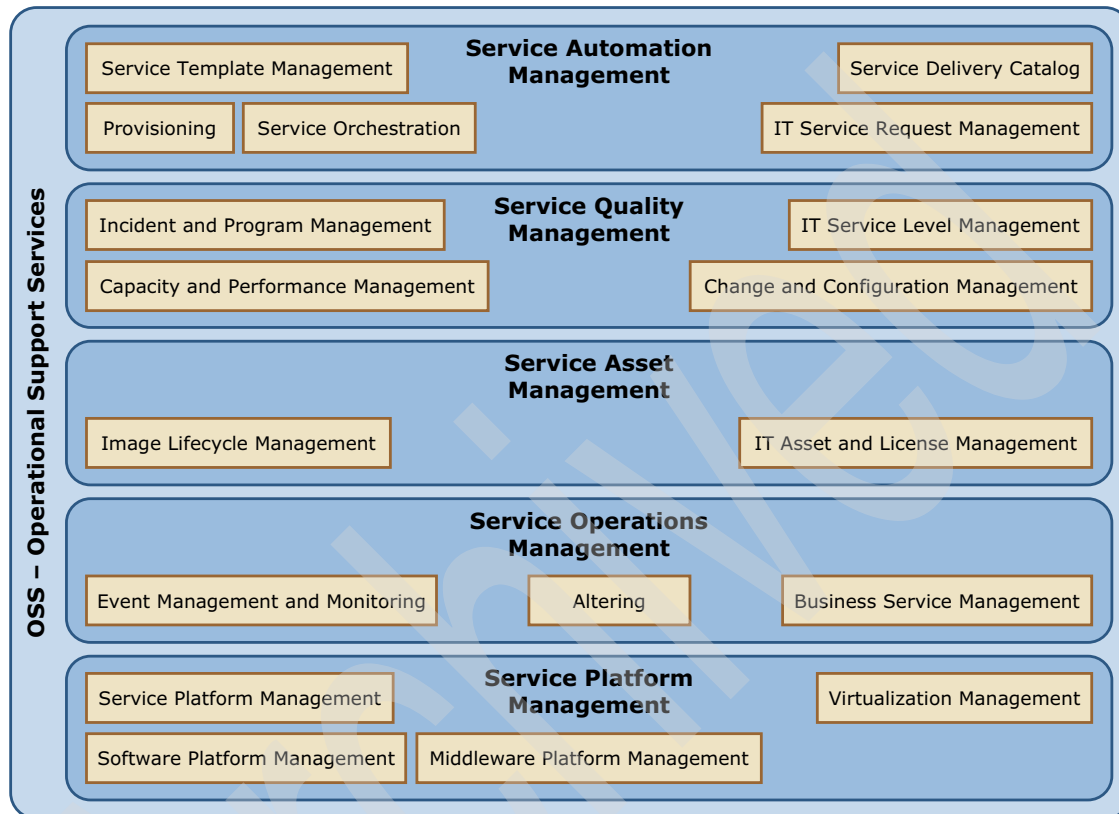 OSS – Operational Support Services
Service Automation
Management
Service Template Management
Service Delivery Catalog
Provisioning
Service Orchestration
IT Service Request Management
Service Quality
Management
Incident and Program Management
IT Service Level Management
Capacity and Performance Management
Change and Configuration Management
Service Asset
Management
Image Lifecycle Management
IT Asset and License Management
Service Operations
Management
Event Management and Monitoring
Altering
Business Service Management
Service Platform
Management
Service Platform Management
Virtualization Management
Software Platform Management
Middleware Platform Management